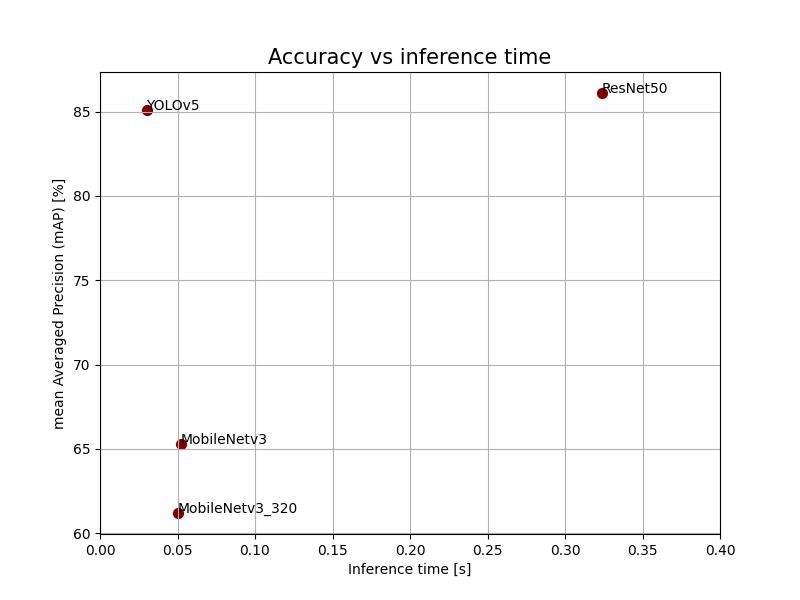 Accuracy vs inference time
mean Averaged Precision (mAP) [%]
85
80
75
70
65
60
YOLOv5
ResNet50
MobileNetv3
MobileNetv3_320
0.00 0.05 0.10 0.15 0.20 0.25 0.30 0.35 0.40
Inference time [s]